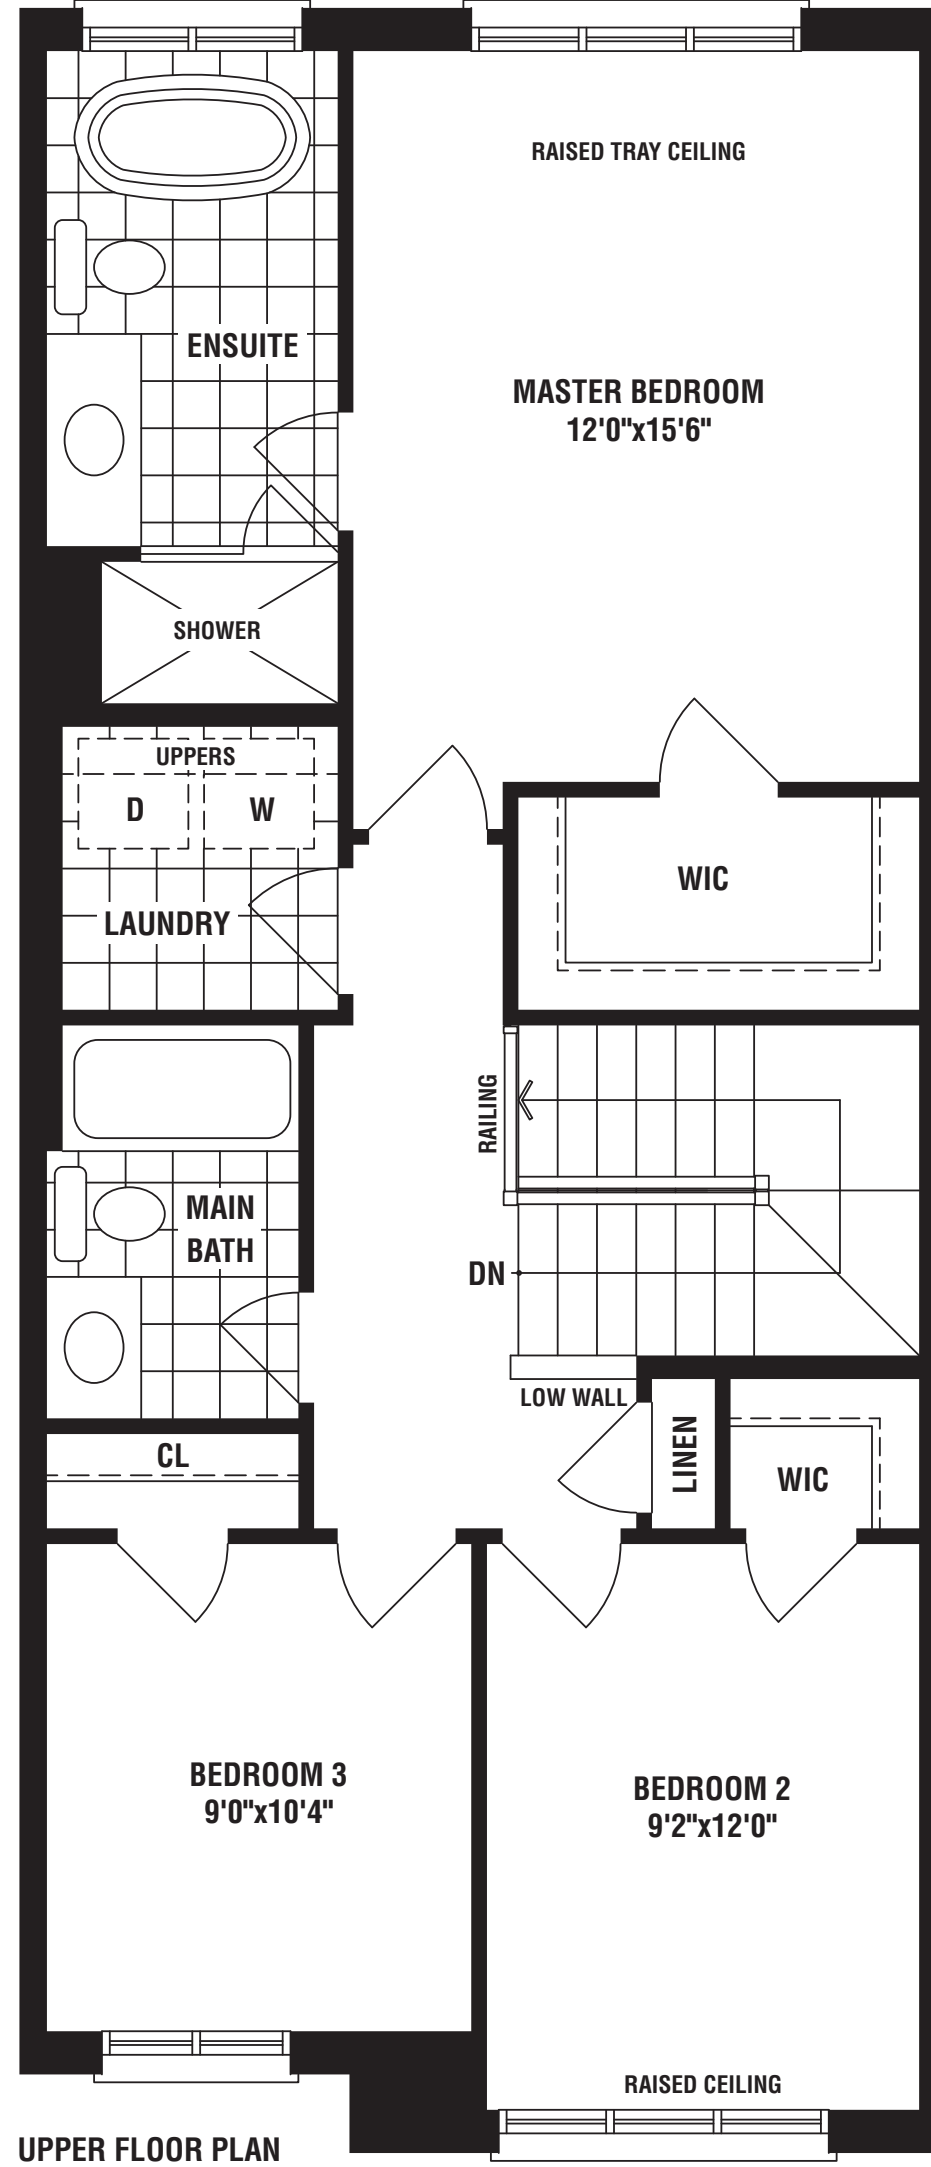 RAISED TRAY CEILING
ENSUITE
MASTER BEDROOM
12'0"x15'6"
SHOWER
UPPERS
D
W
WIC
LAUNDRY
RAILING
MAIN
BATH
DN
LOW WALL
LINEN
CL
WIC
BEDROOM 3
9'0"x10'4"
BEDROOM 2
9'2"x12'0"
RAISED CEILING
UPPER FLOOR PLAN